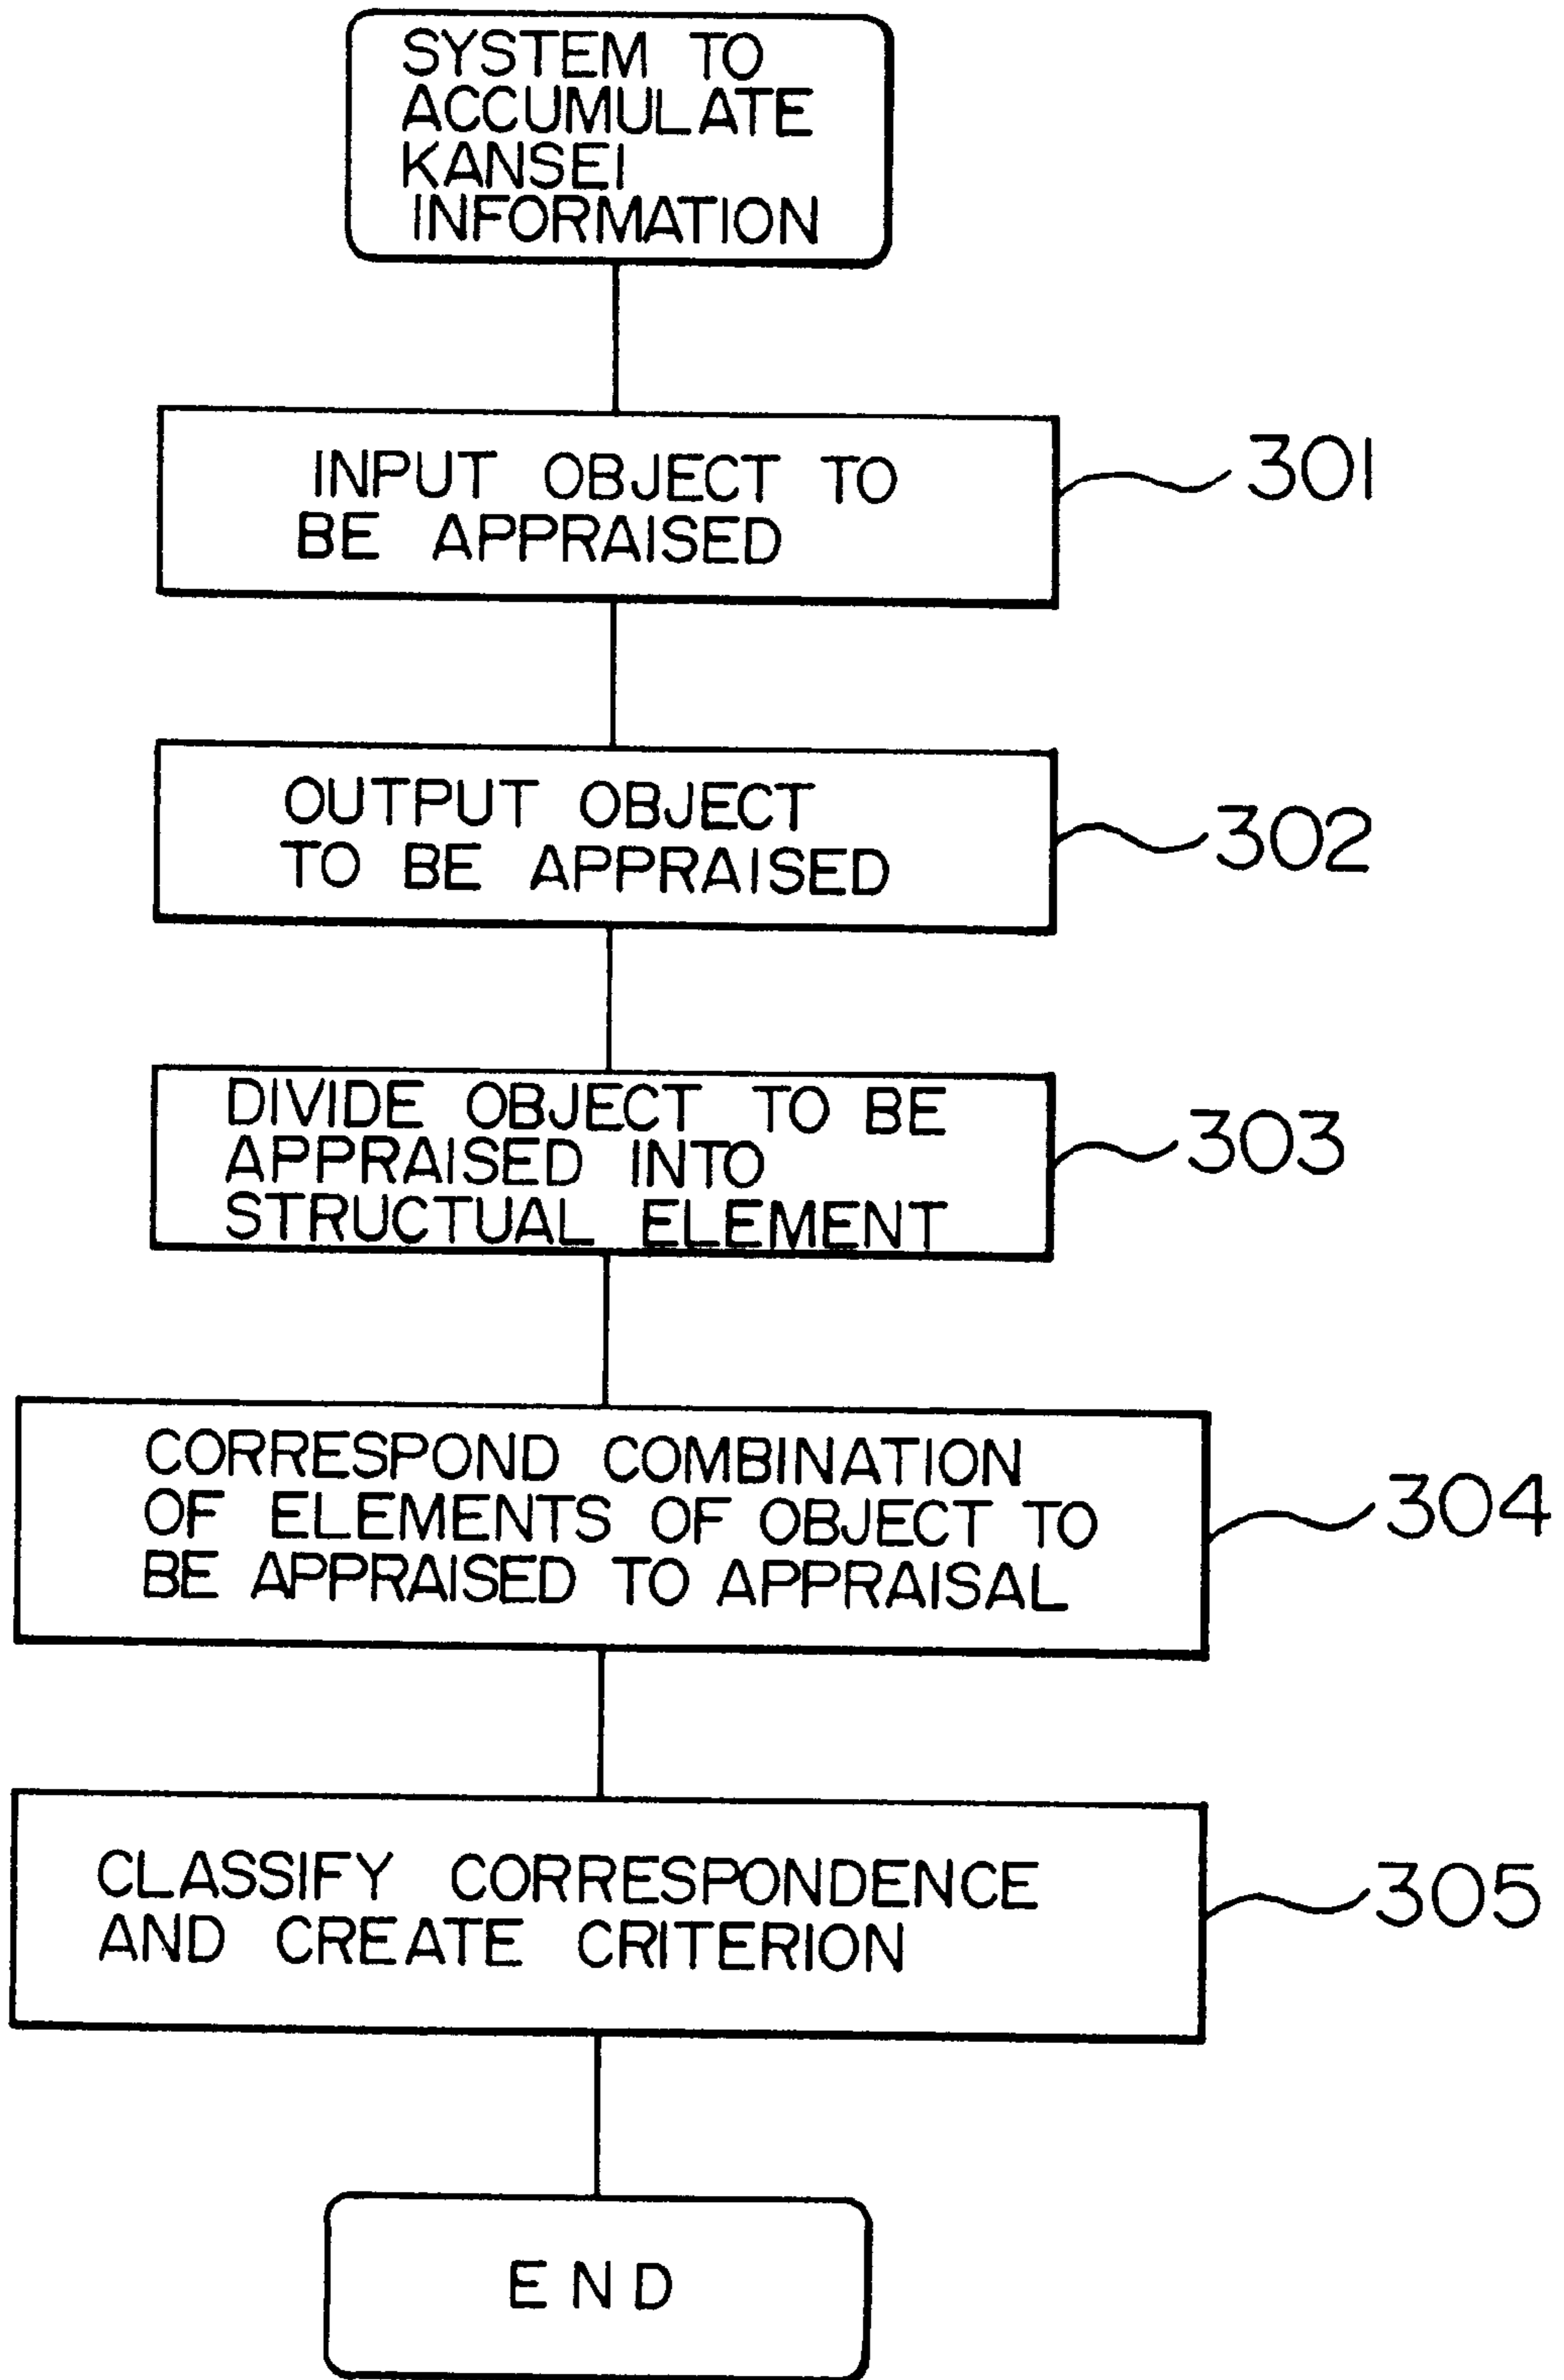 SYSTEM TO
ACCUMULATE
KANSEI
INFORMATION
INPUT OBJECT TO
BE APPRAISED
301
OUTPUT OBJECT
TO BE APPRAISED
302
DIVIDE OBJECT TO BE
APPRAISED INTO
STRUCTUAL ELEMENT
303
CORRESPOND COMBINATION
OF ELEMENTS OF OBJECT TO
BE APPRAISED TO APPRAISAL
304
CLASSIFY CORRESPONDENCE
AND CREATE CRITERION
305
END